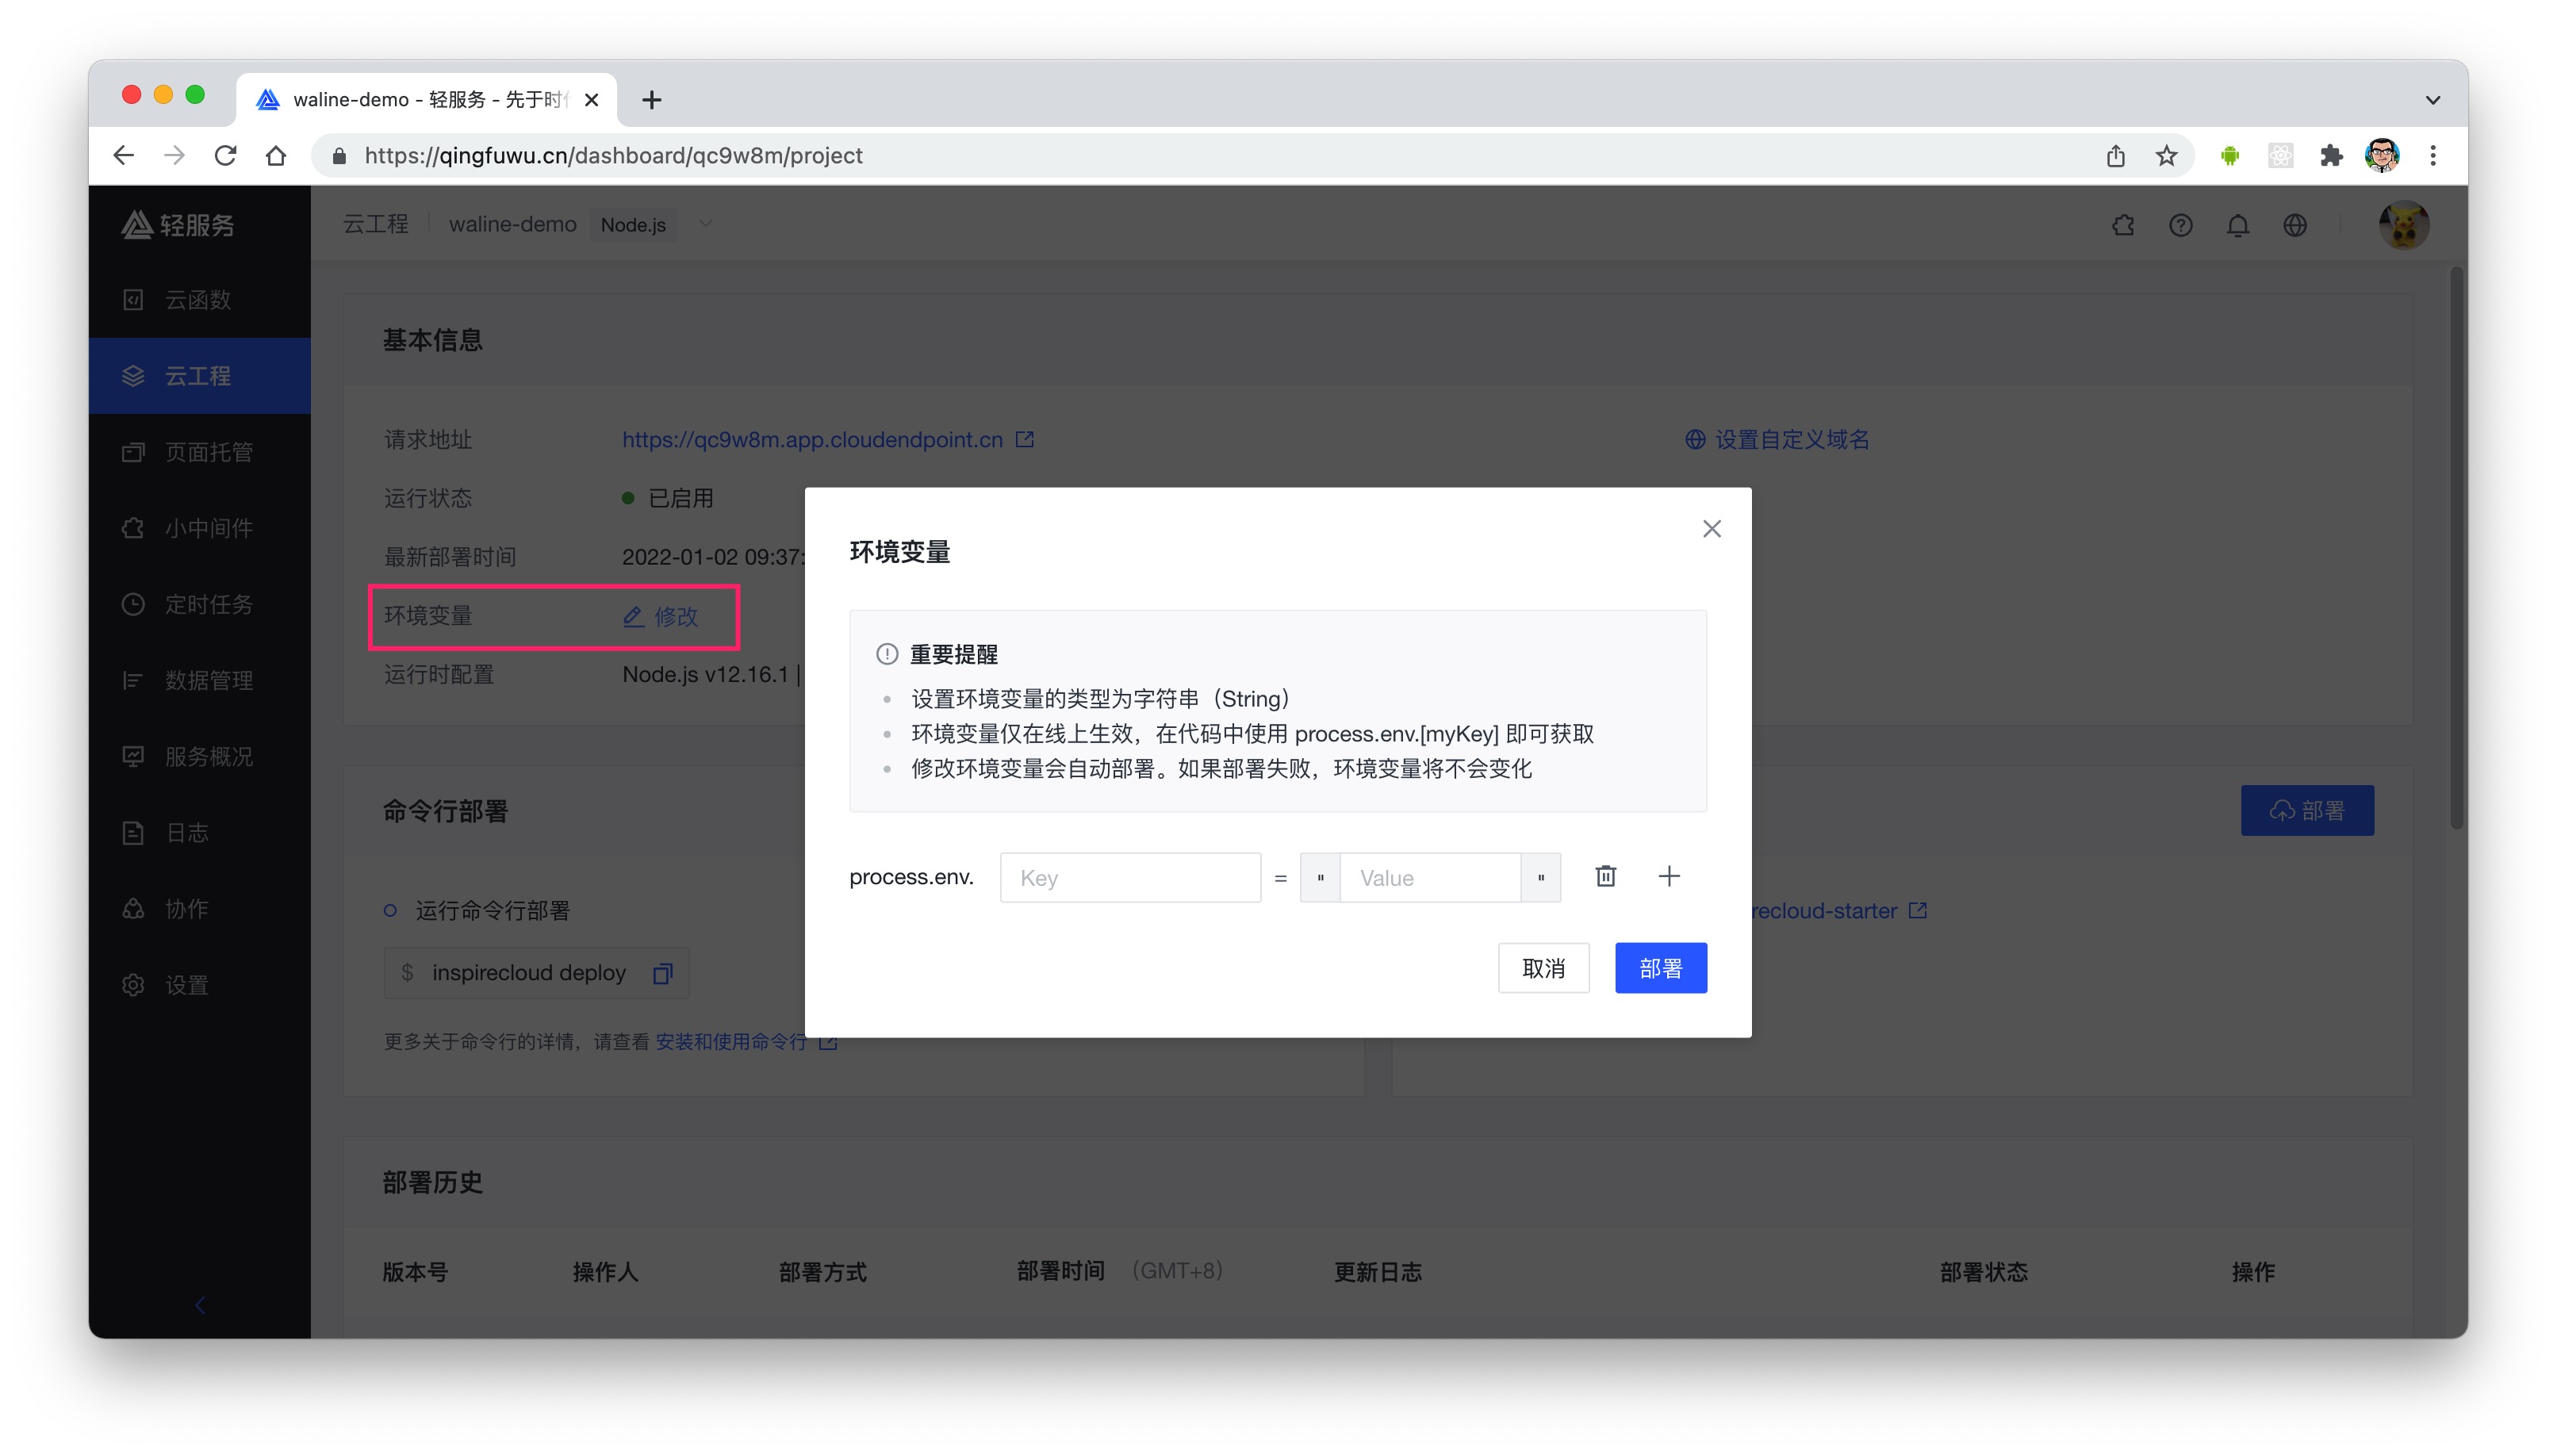 waline-demo - 轻服务 - 先于时
https://qingfuwu.cn/dashboard/qc9w8m/project
轻服务
云工程 waline-demo Node.js
云函数
云工程
页面托管
小中间件
定时任务
数据管理
服务概况
日志
协作
设置
基本信息
请求地址 https://qc9w8m.app.cloudendpoint.cn 设置自定义域名
运行状态 已启用
最新部署时间 2022-01-02 09:37:
环境变量 修改
运行时配置 Node.js v12.16.1 |
环境变量
重要提醒
设置环境变量的类型为字符串（String）
环境变量仅在线上生效，在代码中使用 process.env.[myKey] 即可获取
修改环境变量会自动部署。如果部署失败，环境变量将不会变化
process.env. Key = " Value "
取消 部署
命令行部署
部署
运行命令行部署
recloud-starter
$ inspirecloud deploy
更多关于命令行的详情，请查看 安装和使用命令行
部署历史
版本号 操作人 部署方式 部署时间 （GMT+8） 更新日志 部署状态 操作